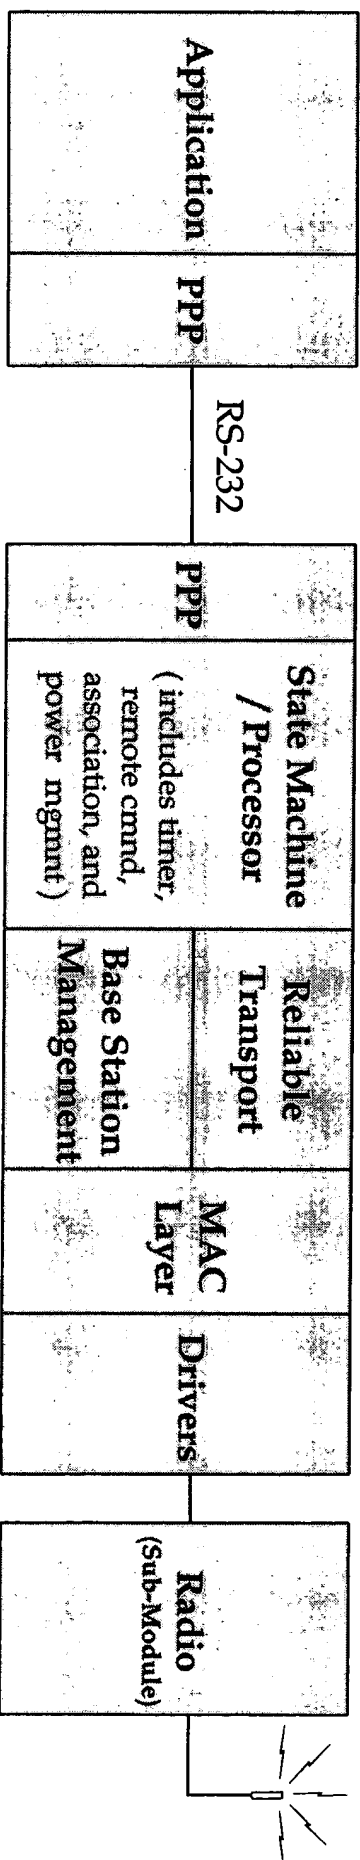 Application
PPP
RS-232
PPP
State Machine
/ Processor
( includes timer,
remote cmnd,
association, and
power mgmnt )
Reliable
Transport
Base Station
Management
MAC
Layer
Drivers
Radio
(Sub-Module)